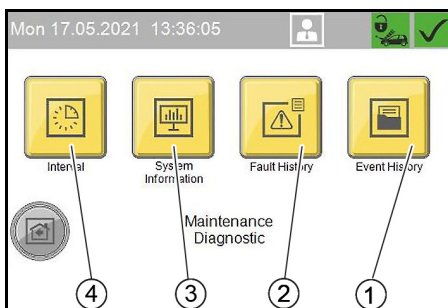 Mon 17.05.2021 13:36:05
Interval
System
Information
Fault History
Event History
Maintenance
Diagnostic
4
3
2
1